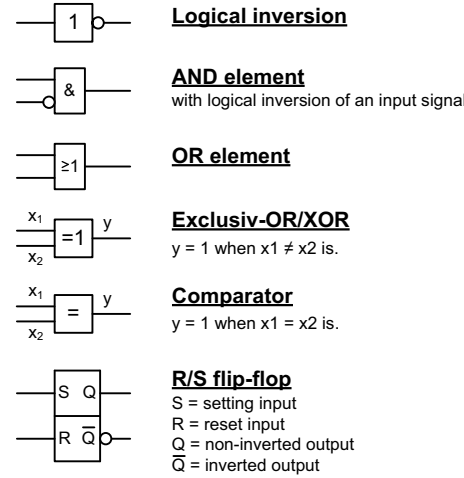 1
Logical inversion
&
AND element
with logical inversion of an input signal
≥1
OR element
x₁
x₂
=1
y
Exclusiv-OR/XOR
y = 1 when x1 ≠ x2 is.
x₁
x₂
=
y
Comparator
y = 1 when x1 = x2 is.
S Q
R Q̅
R/S flip-flop
S = setting input
R = reset input
Q = non-inverted output
Q̅ = inverted output